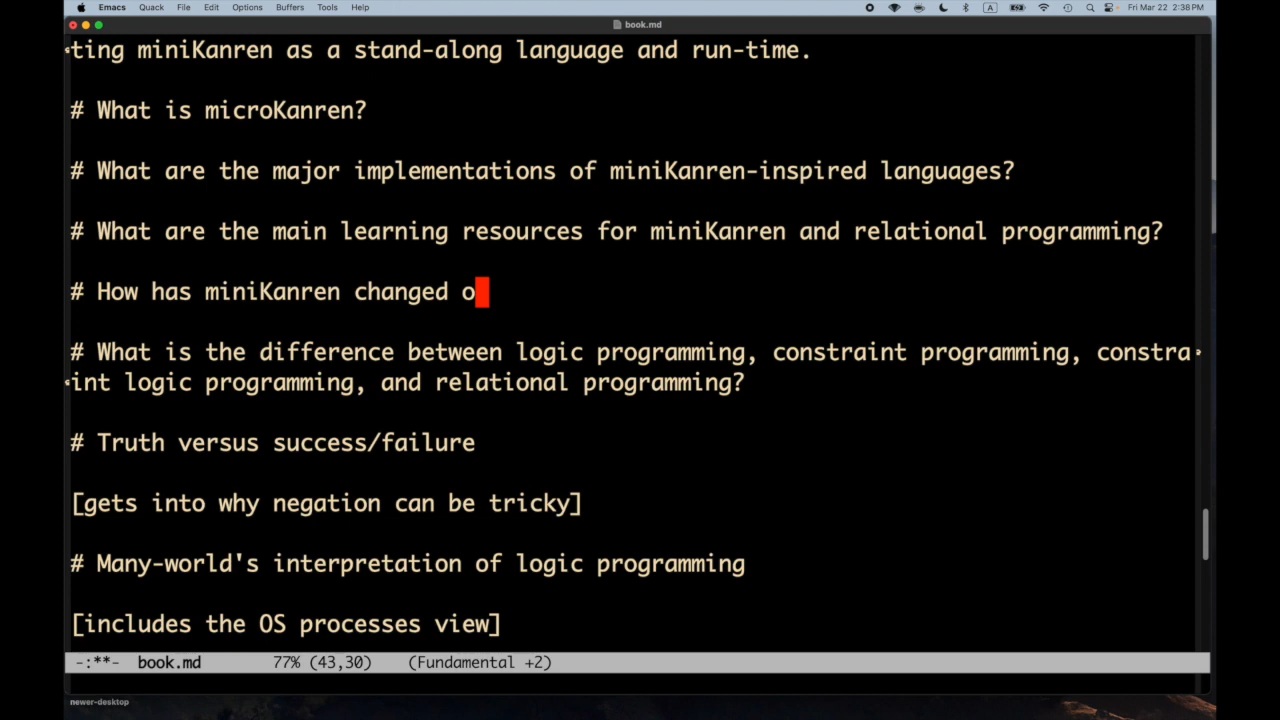 Emacs Quack File Edit Options Buffers Tools Help A Fri Mar 22 2:38 PM
book.md
ting miniKanren as a stand-along language and run-time.
# What is microKanren?
# What are the major implementations of miniKanren-inspired languages?
# What are the main learning resources for miniKanren and relational programming?
# How has miniKanren changed o
# What is the difference between logic programming, constraint programming, constra
int logic programming, and relational programming?
# Truth versus success/failure
[gets into why negation can be tricky]
# Many-world's interpretation of logic programming
[includes the OS processes view]
-:**- book.md 77% (43,30) (Fundamental +2)
newer-desktop